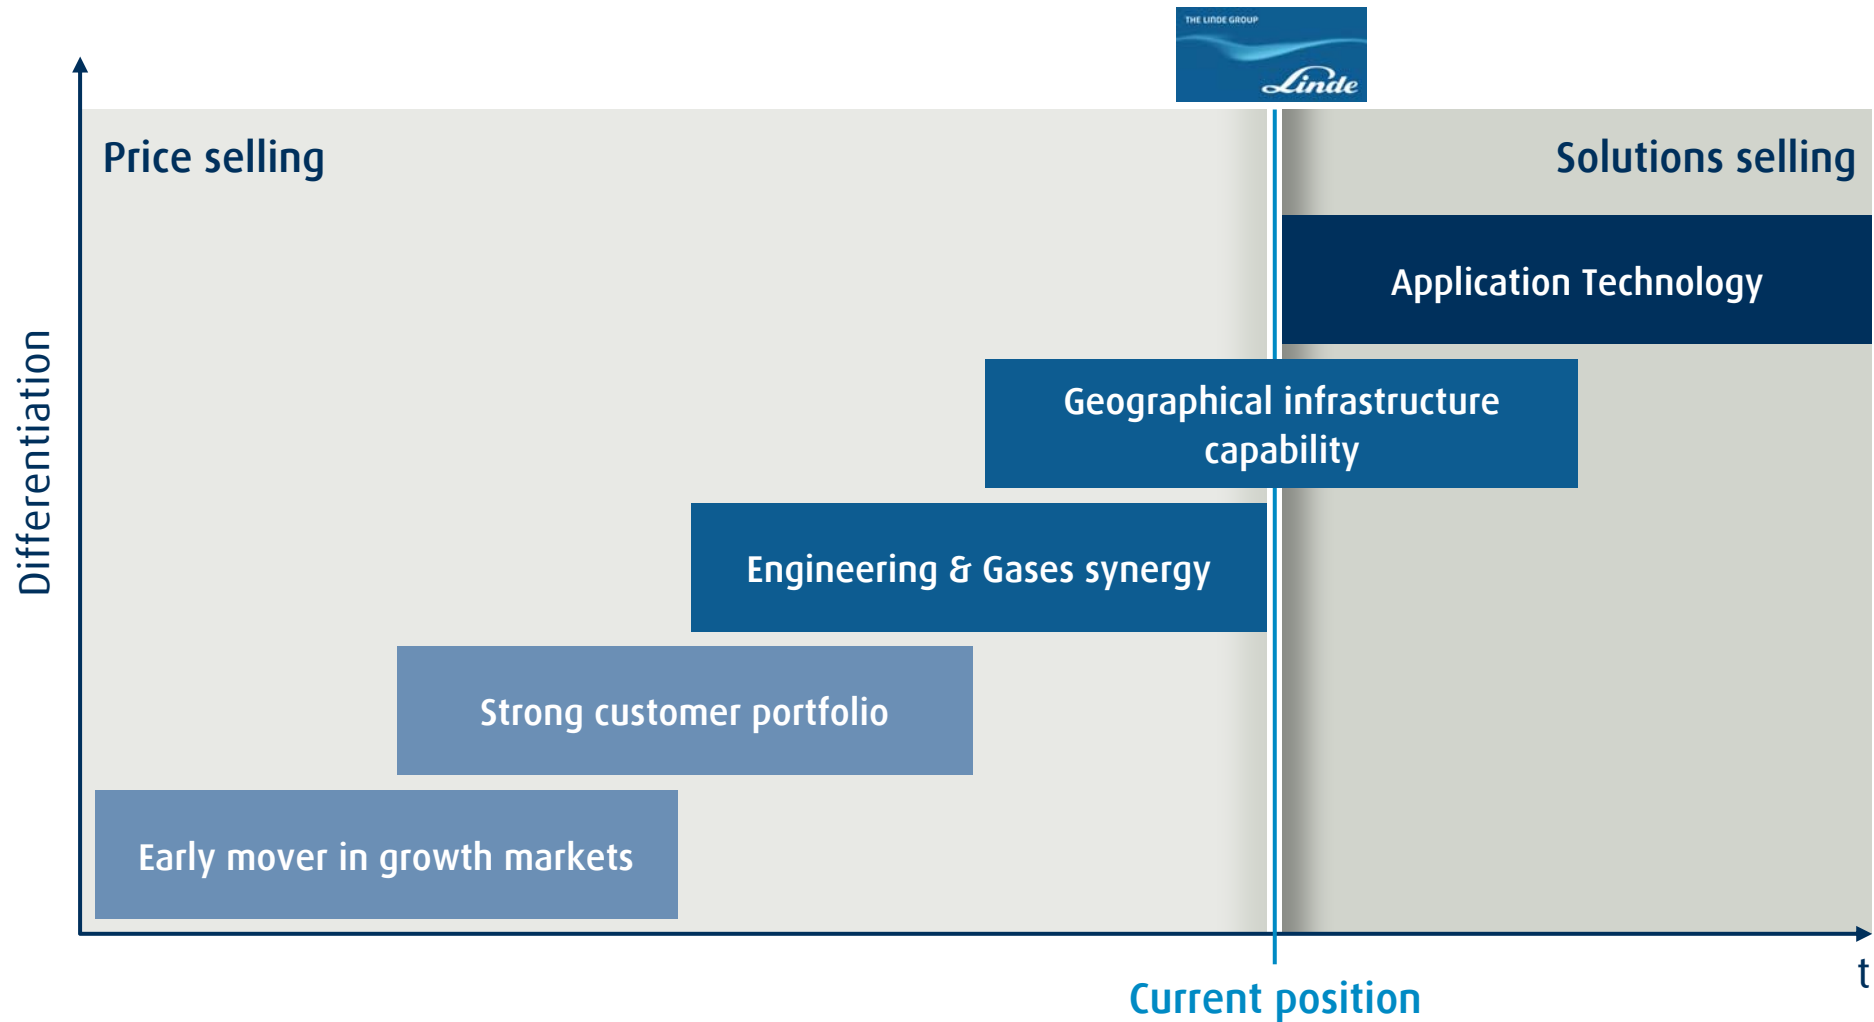 THE LINDE GROUP
Linde
Price selling
Solutions selling
Application Technology
Geographical infrastructure
capability
Engineering & Gases synergy
Strong customer portfolio
Early mover in growth markets
Differentiation
t
Current position